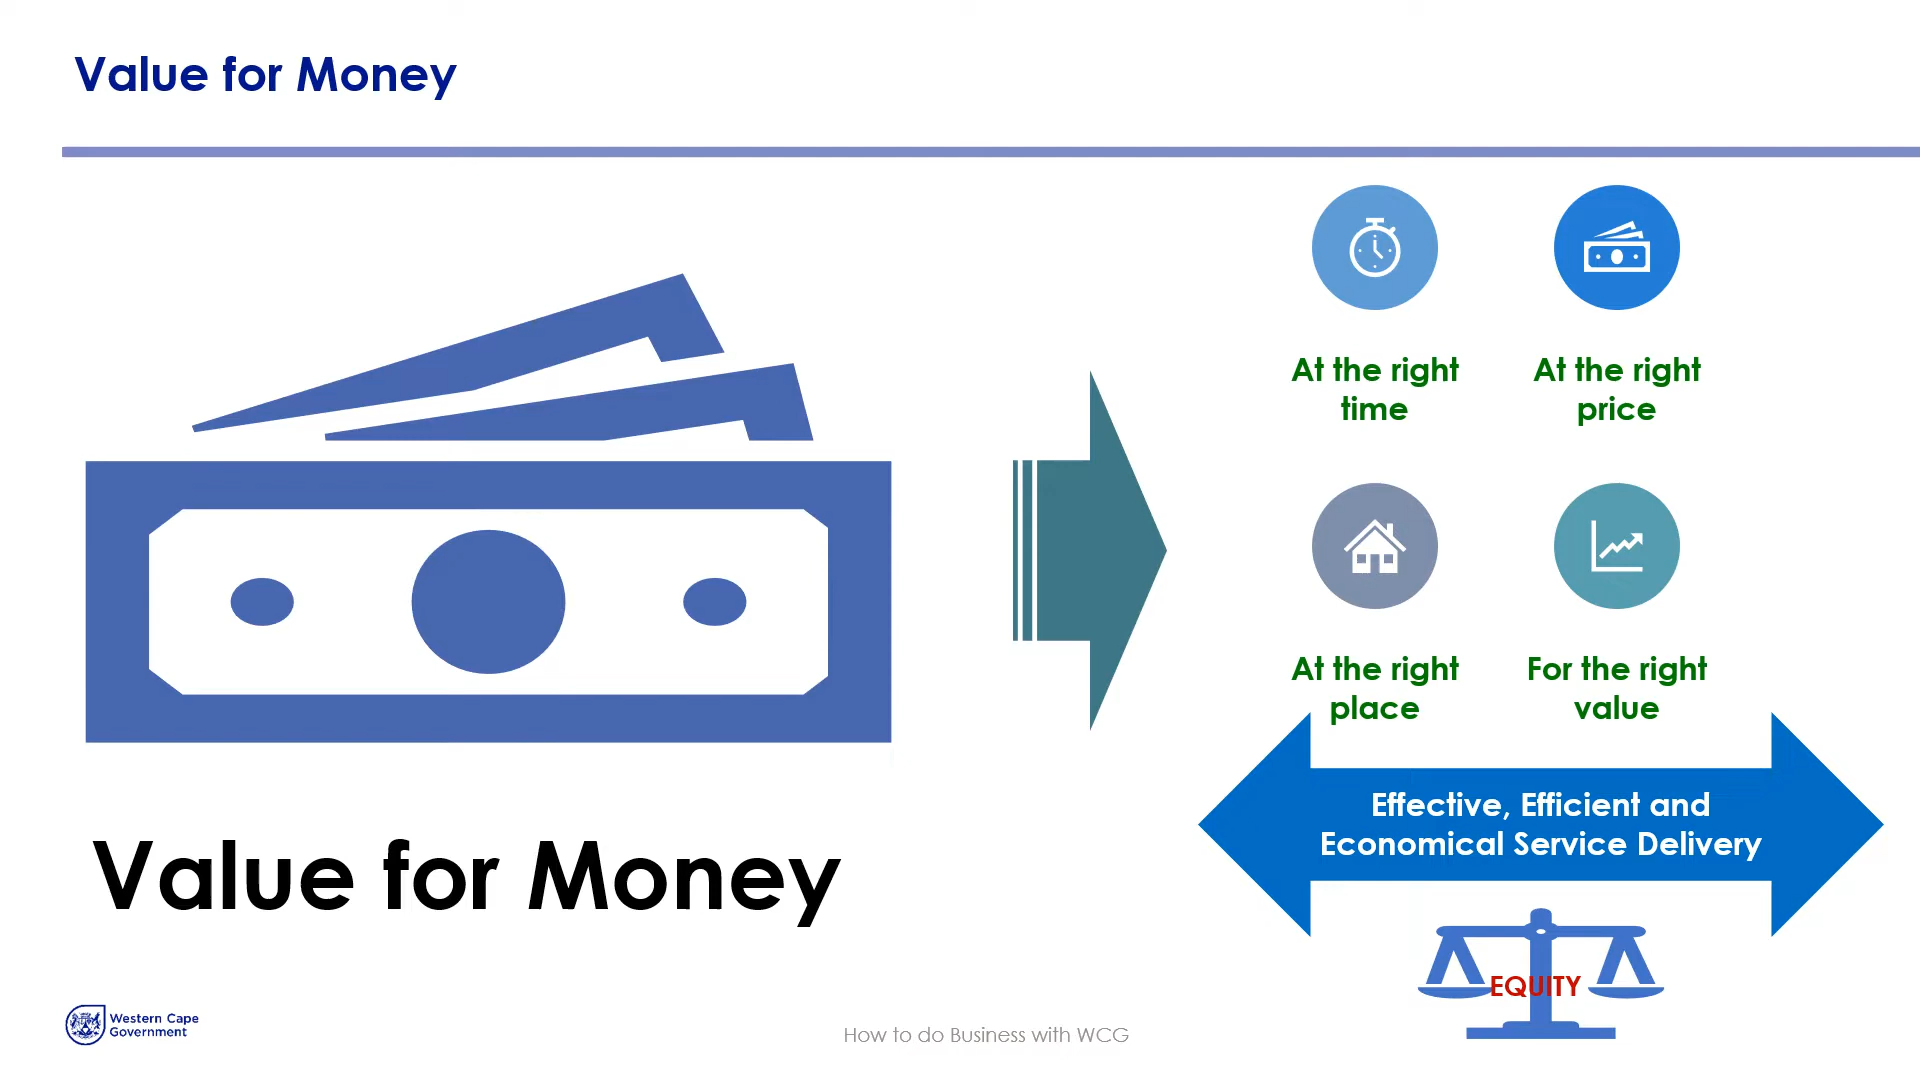 Value for Money
At the right
time
At the right
price
At the right
place
For the right
value
Effective, Efficient and
Economical Service Delivery
Value for Money
EQUITY
Western Cape
Government
How to do Business with WCG